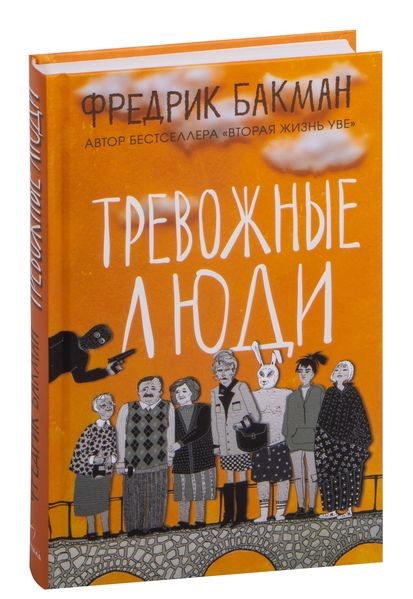 ФРЕДРИК БАКМАН
АВТОР БЕСТСЕЛЛЕРА «ВТОРАЯ ЖИЗНЬ УВЕ»
ТРЕВОЖНЫЕ
ЛЮДИ
ФРЕДРИК БАКМАН ТРЕВОЖНЫЕ ЛЮДИ